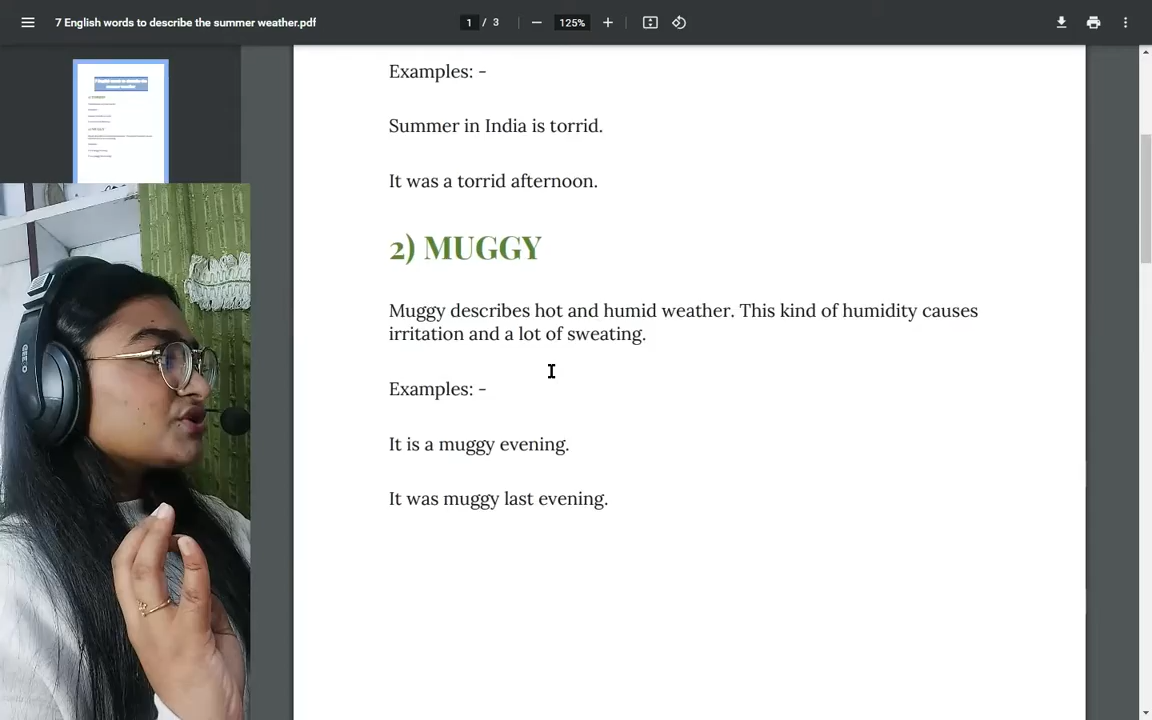 7 English words to describe the summer weather.pdf
1 / 3
125%
Examples: -
Summer in India is torrid.
It was a torrid afternoon.
2) MUGGY
Muggy describes hot and humid weather. This kind of humidity causes
irritation and a lot of sweating.
Examples: -
It is a muggy evening.
It was muggy last evening.